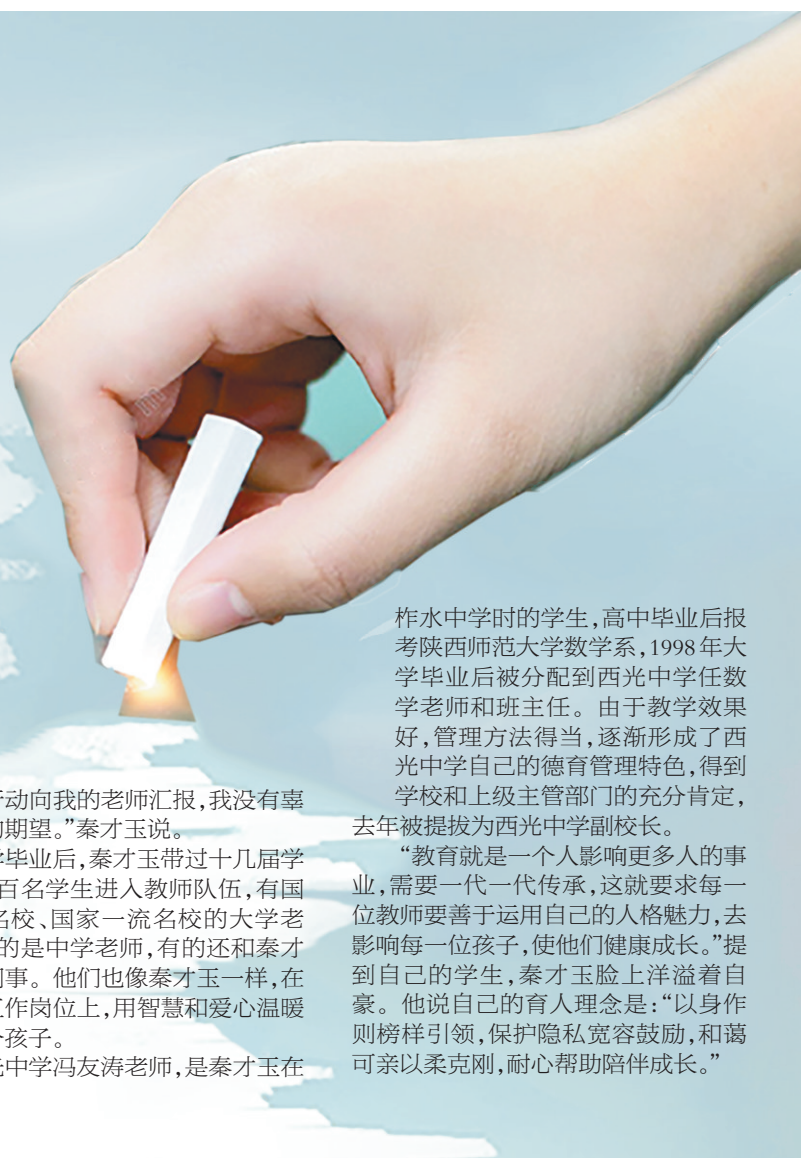 行动向我的老师汇报,我没有辜
的期望。”秦才玉说。
学毕业后,秦才玉带过十几届学
百名学生进入教师队伍,有国
名校、国家一流名校的大学老
的是中学老师,有的还和秦才
同事。他们也像秦才玉一样,在
工作岗位上,用智慧和爱心温暖
个孩子。
光中学冯友涛老师,是秦才玉在
柞水中学时的学生,高中毕业后报
考陕西师范大学数学系,1998年大
学毕业后被分配到西光中学任数
学老师和班主任。由于教学效果
好,管理方法得当,逐渐形成了西
光中学自己的德育管理特色,得到
学校和上级主管部门的充分肯定,
去年被提拔为西光中学副校长。
“教育就是一个人影响更多人的事
业,需要一代一代传承,这就要求每一
位教师要善于运用自己的人格魅力,去
影响每一位孩子,使他们健康成长。”提
到自己的学生,秦才玉脸上洋溢着自
豪。他说自己的育人理念是:“以身作
则榜样引领,保护隐私宽容鼓励,和蔼
可亲以柔克刚,耐心帮助陪伴成长。”